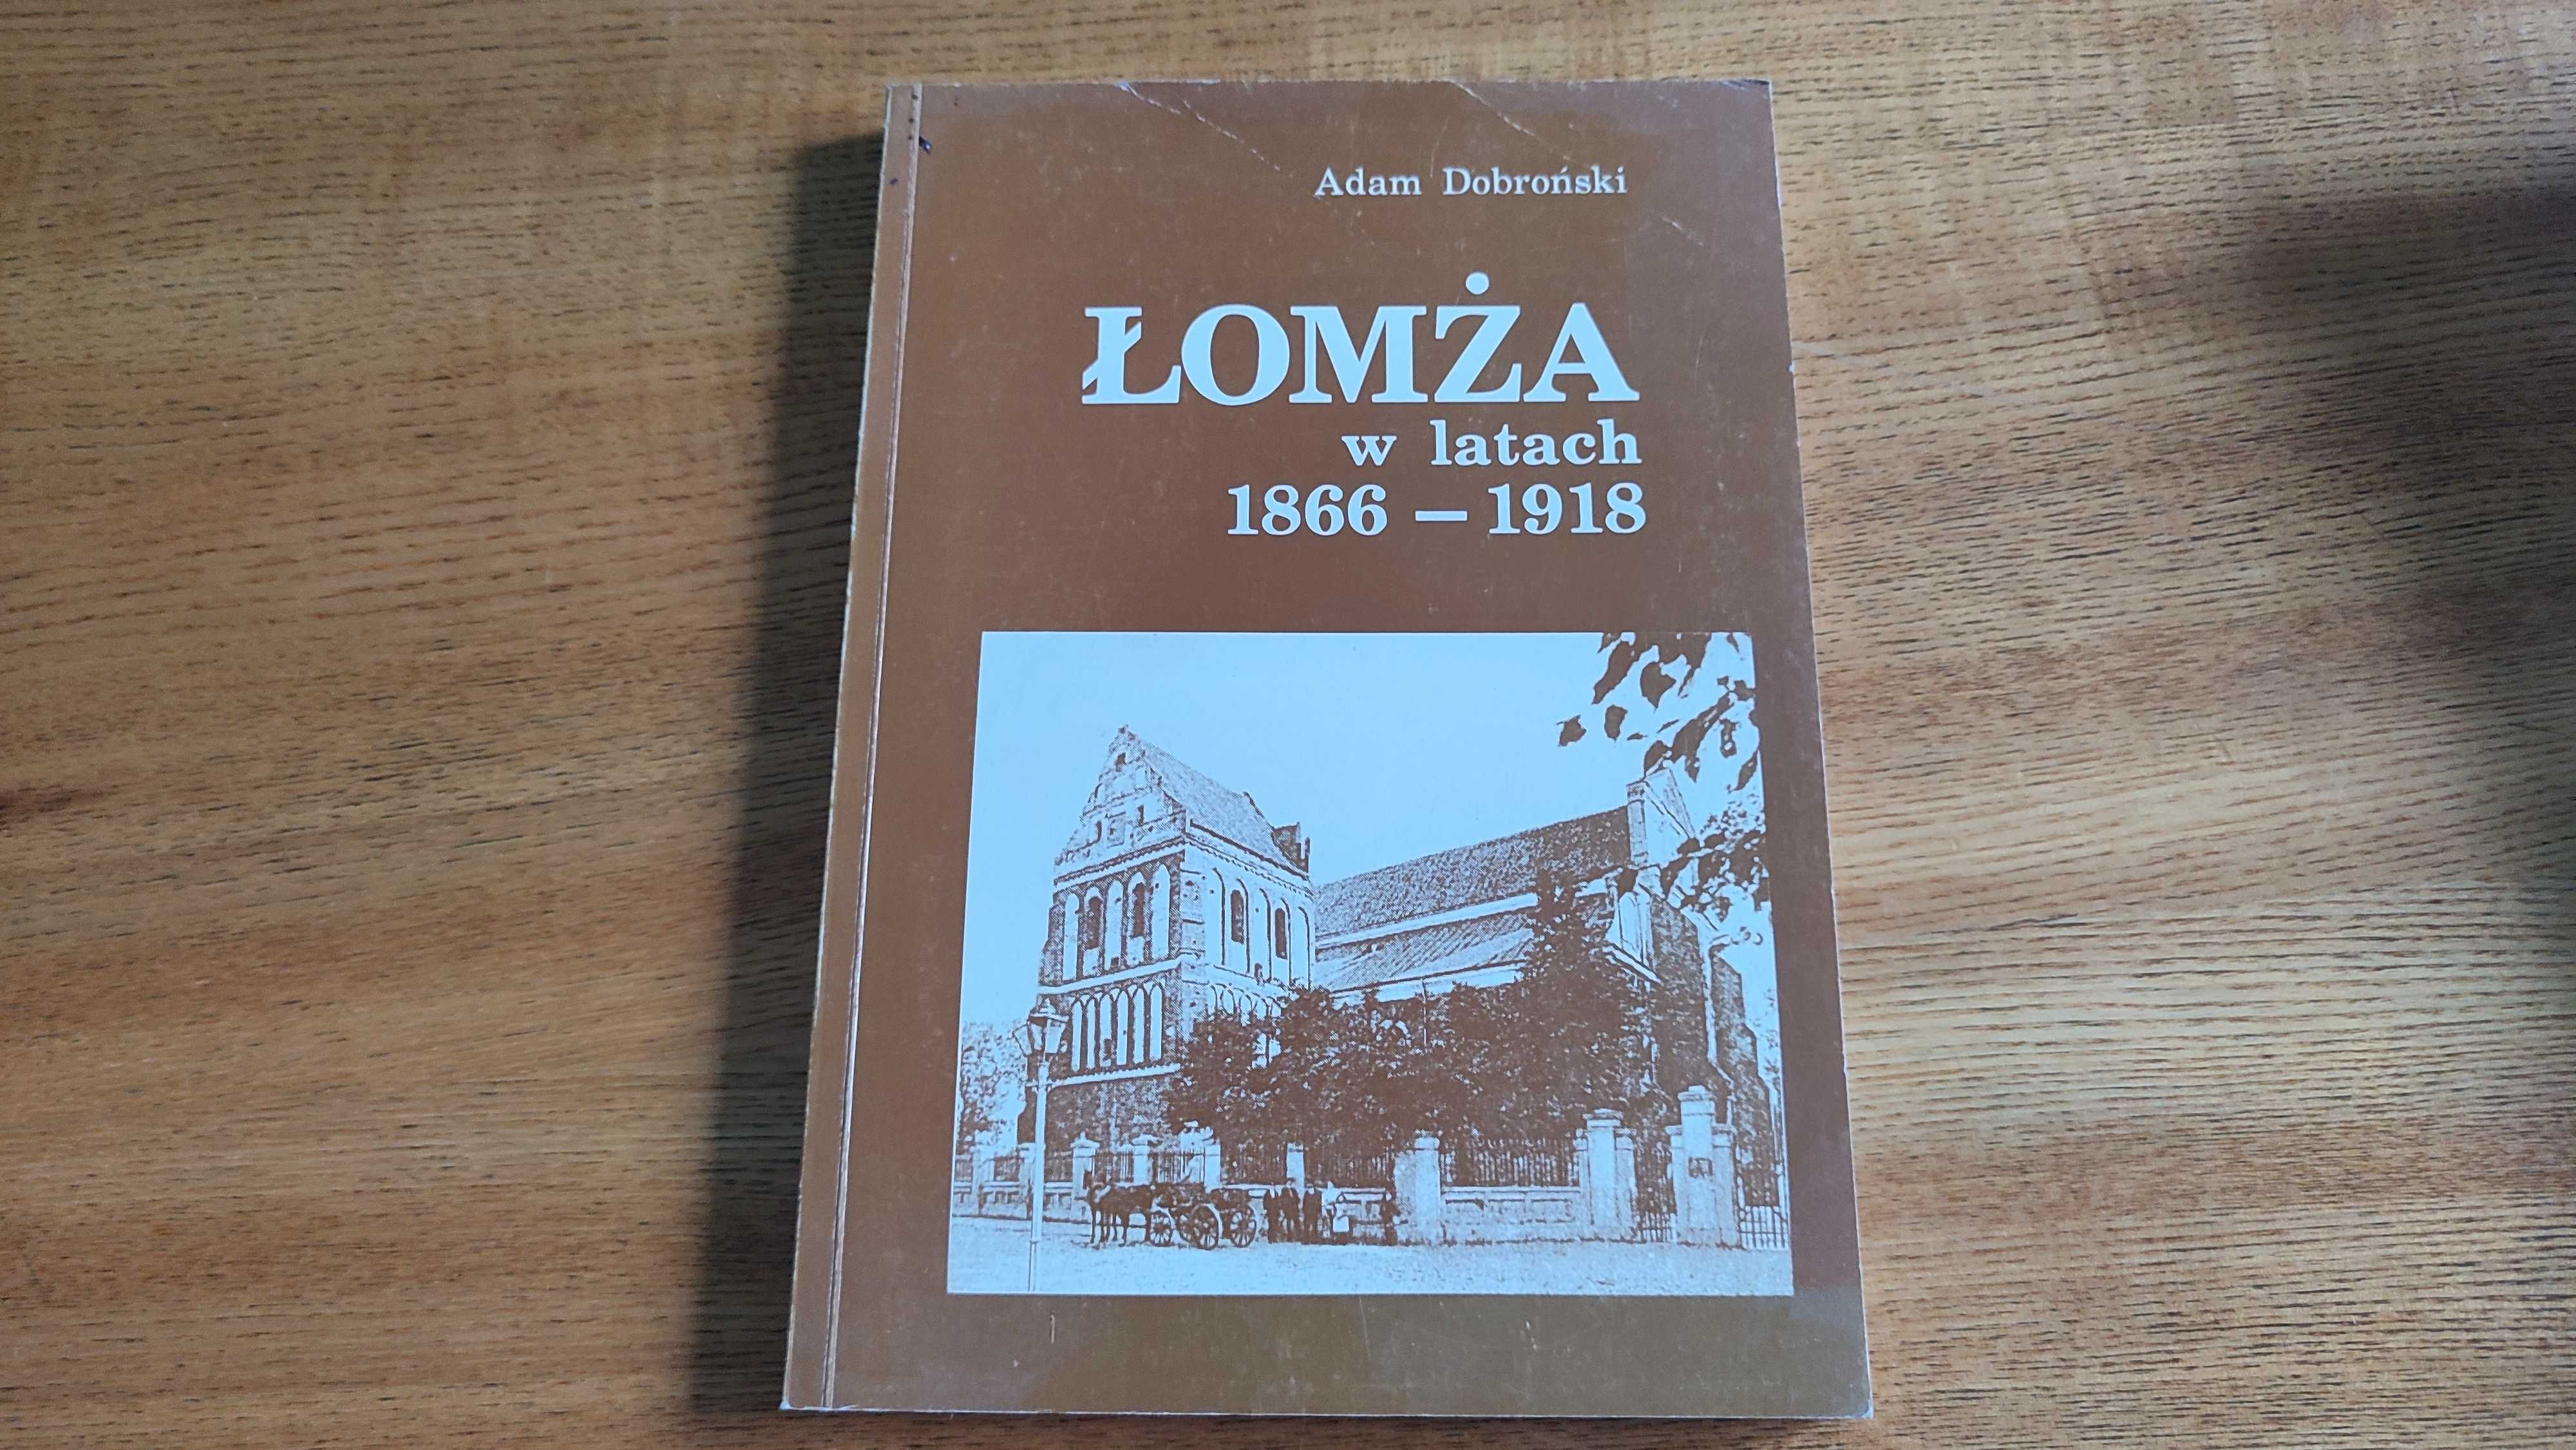 Adam Dobroński
ŁOMŻA
w latach
1866 – 1918